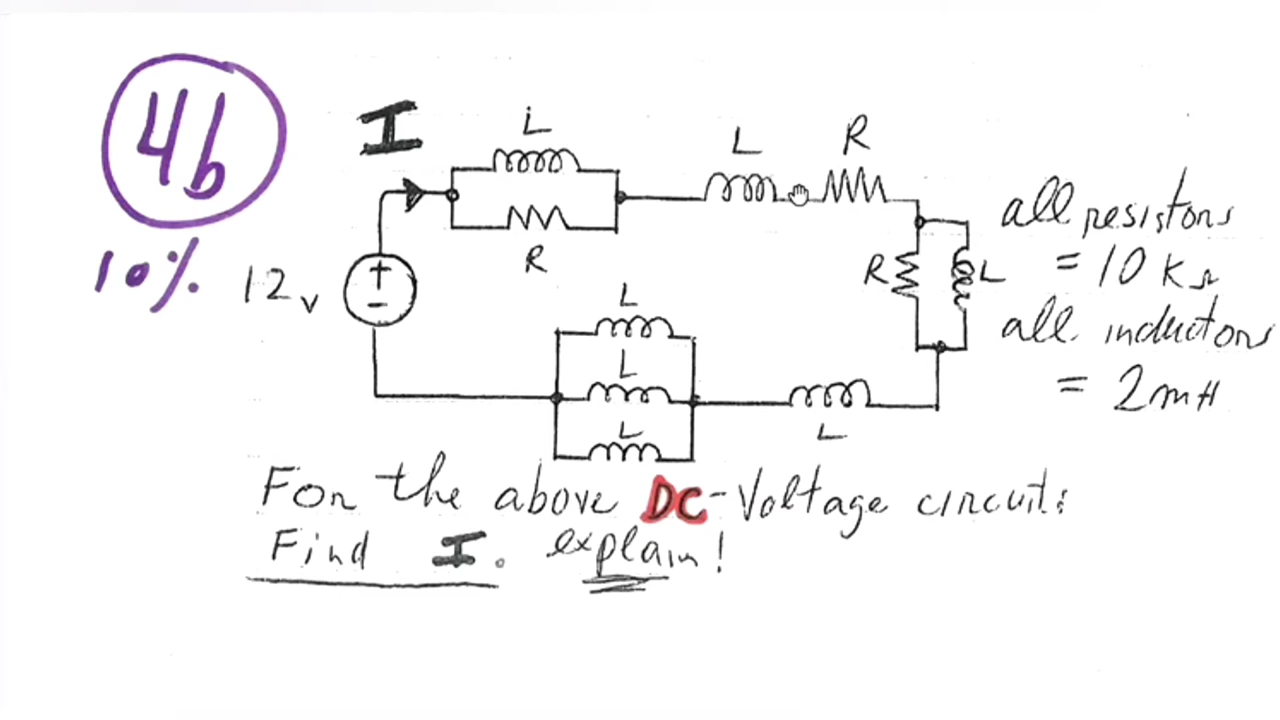 4b
10%
I
L
R
L
R
12v
+
-
R
L
L
L
L
L
all resistors
= 10 kΩ
all inductors
= 2mH
For the above DC-Voltage circuit:
Find I. explain!